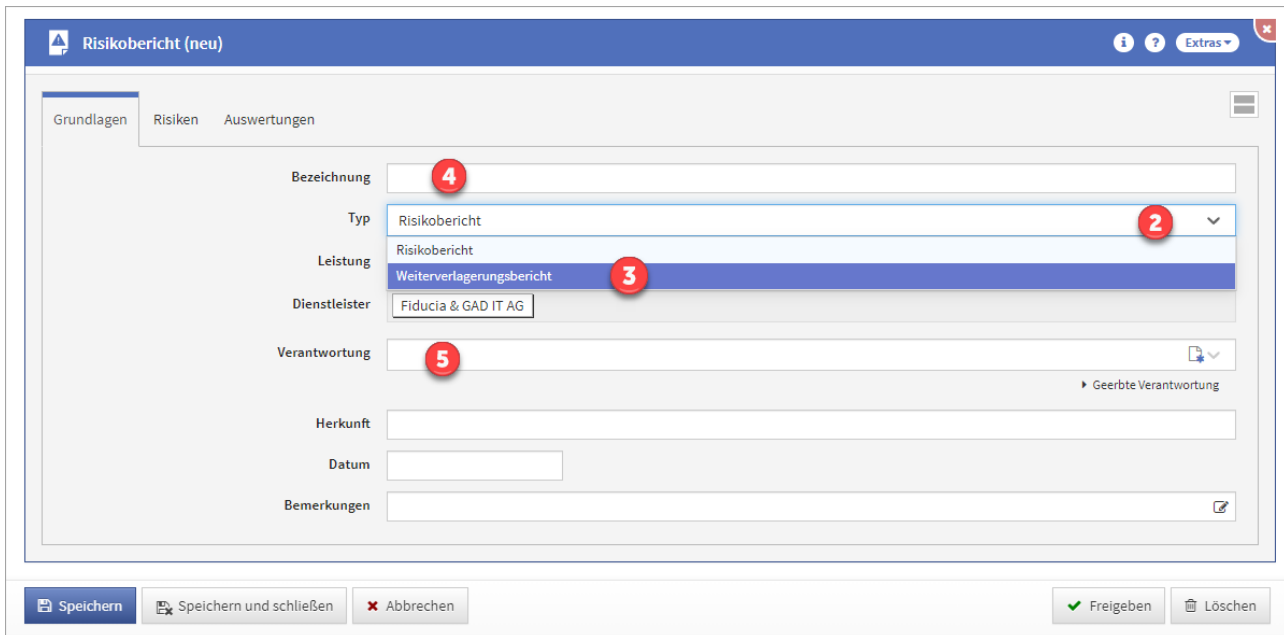 Risikobericht (neu)
i ? Extras
Grundlagen Risiken Auswertungen
Bezeichnung 4
Typ Risikobericht 2
Risikobericht
Leistung
Weiterverlagerungsbericht 3
Dienstleister Fiducia & GAD IT AG
Verantwortung 5
Geerbte Verantwortung
Herkunft
Datum
Bemerkungen
Speichern Speichern und schließen Abbrechen Freigeben Löschen